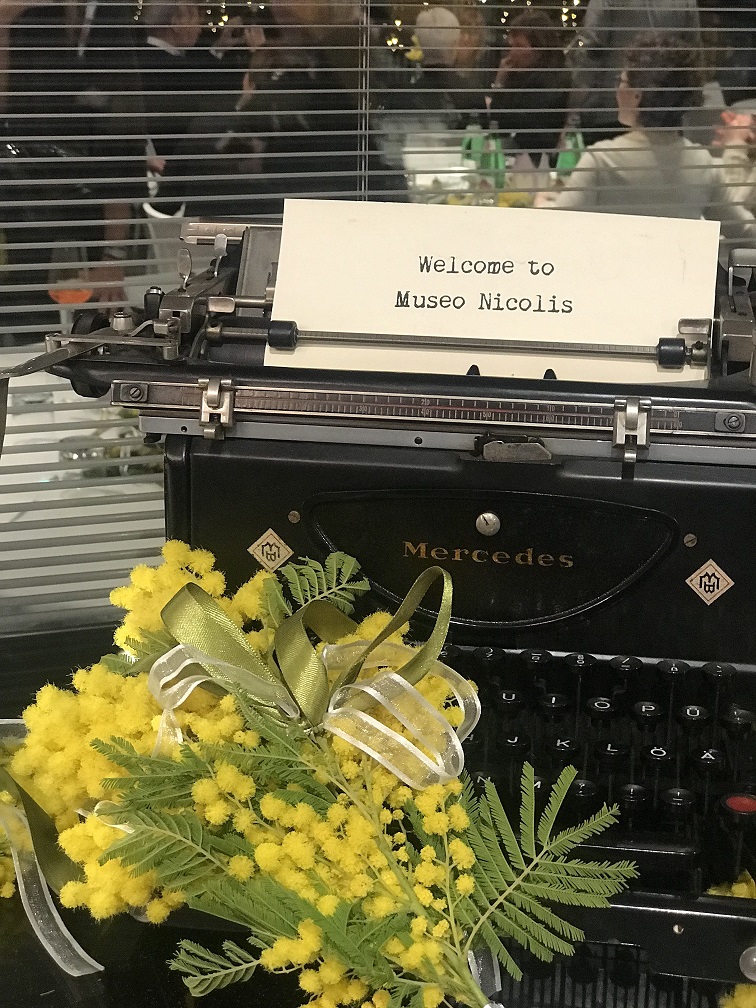 Welcome to
Museo Nicolis
Mercedes
U I O P Ü
J K L Ö Ä
M